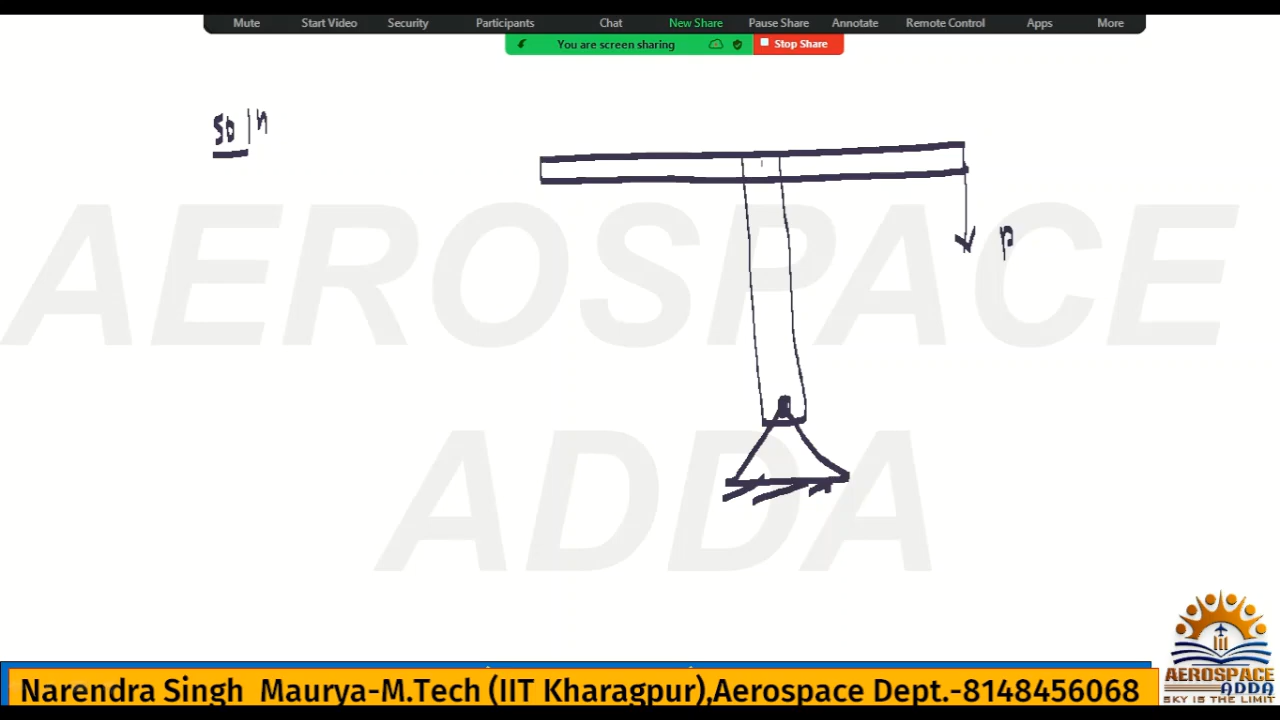 Mute Start Video Security Participants Chat New Share Pause Share Annotate Remote Control Apps More
You are screen sharing Stop Share
Sol n
P
AEROSPACE
ADDA
Narendra Singh Maurya-M.Tech (IIT Kharagpur),Aerospace Dept.-8148456068
AEROSPACE
ADDA
SKY IS THE LIMIT